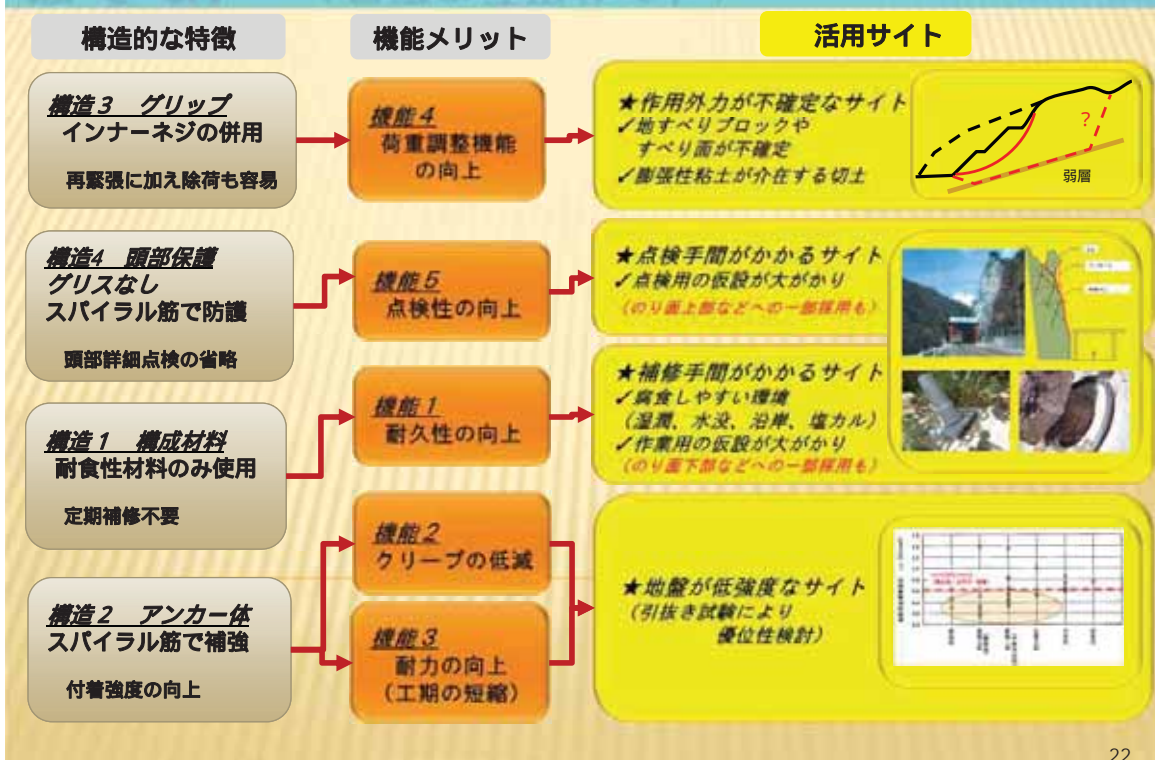 構造的な特徴
機能メリット
活用サイト
構造3 グリップ
インナーネジの併用
再緊張に加え除荷も容易
機能4
荷重調整機能
の向上
★作用外力が不確定なサイト
✓地すべりブロックや
すべり面が不確定
✓膨張性粘土が介在する切土
?
弱層
構造4 頭部保護
グリスなし
スパイラル筋で防護
頭部詳細点検の省略
機能5
点検性の向上
★点検手間がかかるサイト
✓点検用の仮設が大がかり
(のり面上部などへの一部採用も)
構造1 構成材料
耐食性材料のみ使用
定期補修不要
機能1
耐久性の向上
★補修手間がかかるサイト
✓腐食しやすい環境
(湿潤、水没、沿岸、塩カル)
✓作業用の仮設が大がかり
(のり面下部などへの一部採用も)
構造2 アンカー体
スパイラル筋で補強
付着強度の向上
機能2
クリープの低減
機能3
耐力の向上
(工期の短縮)
★地盤が低強度なサイト
(引抜き試験により
優位性検討)
22